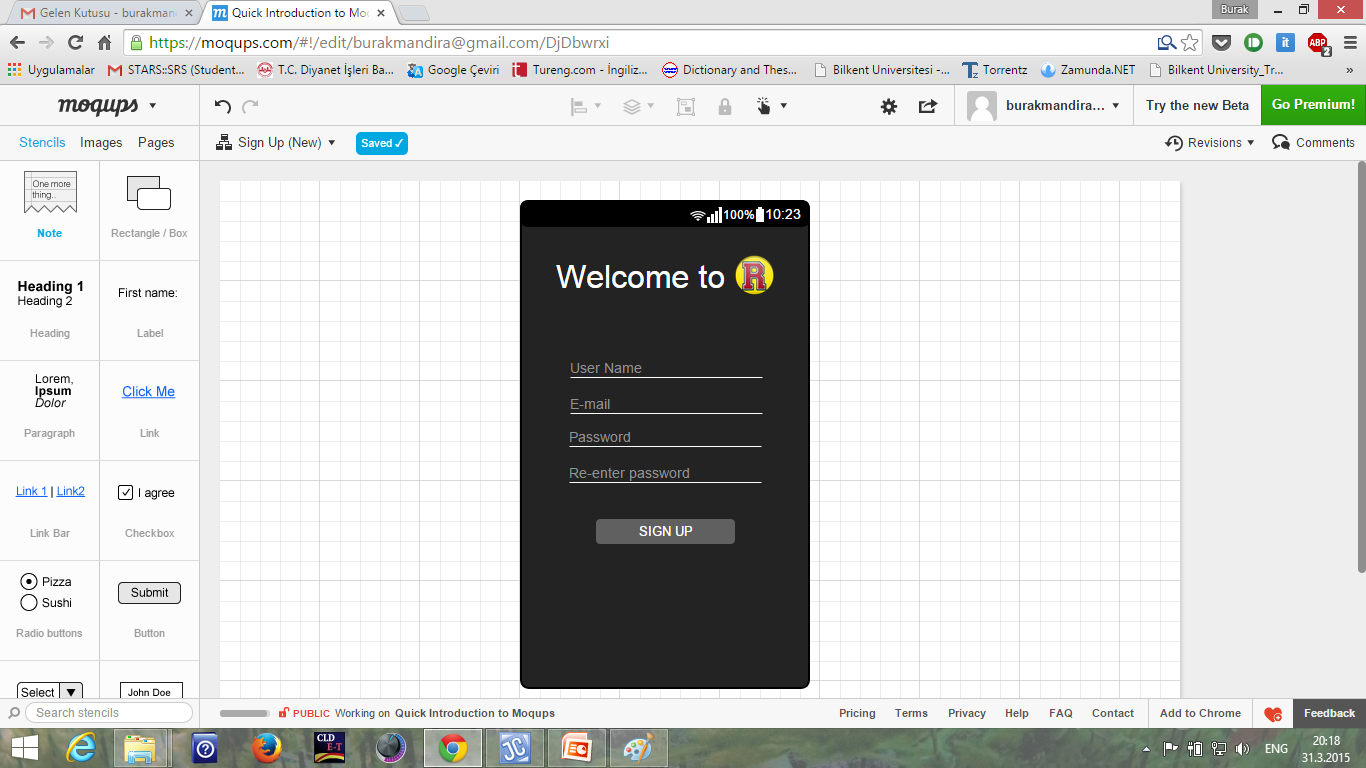 Gelen Kutusu - burakman
Quick Introduction to Mo
Burak
https://moqups.com/#!/edit/burakmandira@gmail.com/DjDbwrxi
ABP
2
Uygulamalar
STARS::SRS (Student...
T.C. Diyanet İşleri Ba...
Google Çeviri
Tureng.com - İngiliz...
Dictionary and Thes...
Bilkent Universitesi -...
Torrentz
Zamunda.NET
Bilkent University_Tr...
»
moqups
burakmandira...
Try the new Beta
Go Premium!
Stencils
Images
Pages
Sign Up (New)
Saved ✓
Revisions
Comments
One more
thing..
Note
Rectangle / Box
Heading 1
Heading 2
Heading
First name:
Label
Lorem,
Ipsum
Dolor
Paragraph
Click Me
Link
Link 1 | Link2
Link Bar
I agree
Checkbox
Pizza
Sushi
Radio buttons
Submit
Button
Select
John Doe
100%
10:23
Welcome to R
User Name
E-mail
Password
Re-enter password
SIGN UP
Search stencils
PUBLIC Working on Quick Introduction to Moqups
Pricing
Terms
Privacy
Help
FAQ
Contact
Add to Chrome
Feedback
CLD
E-T
JC
ENG
20:18
31.3.2015